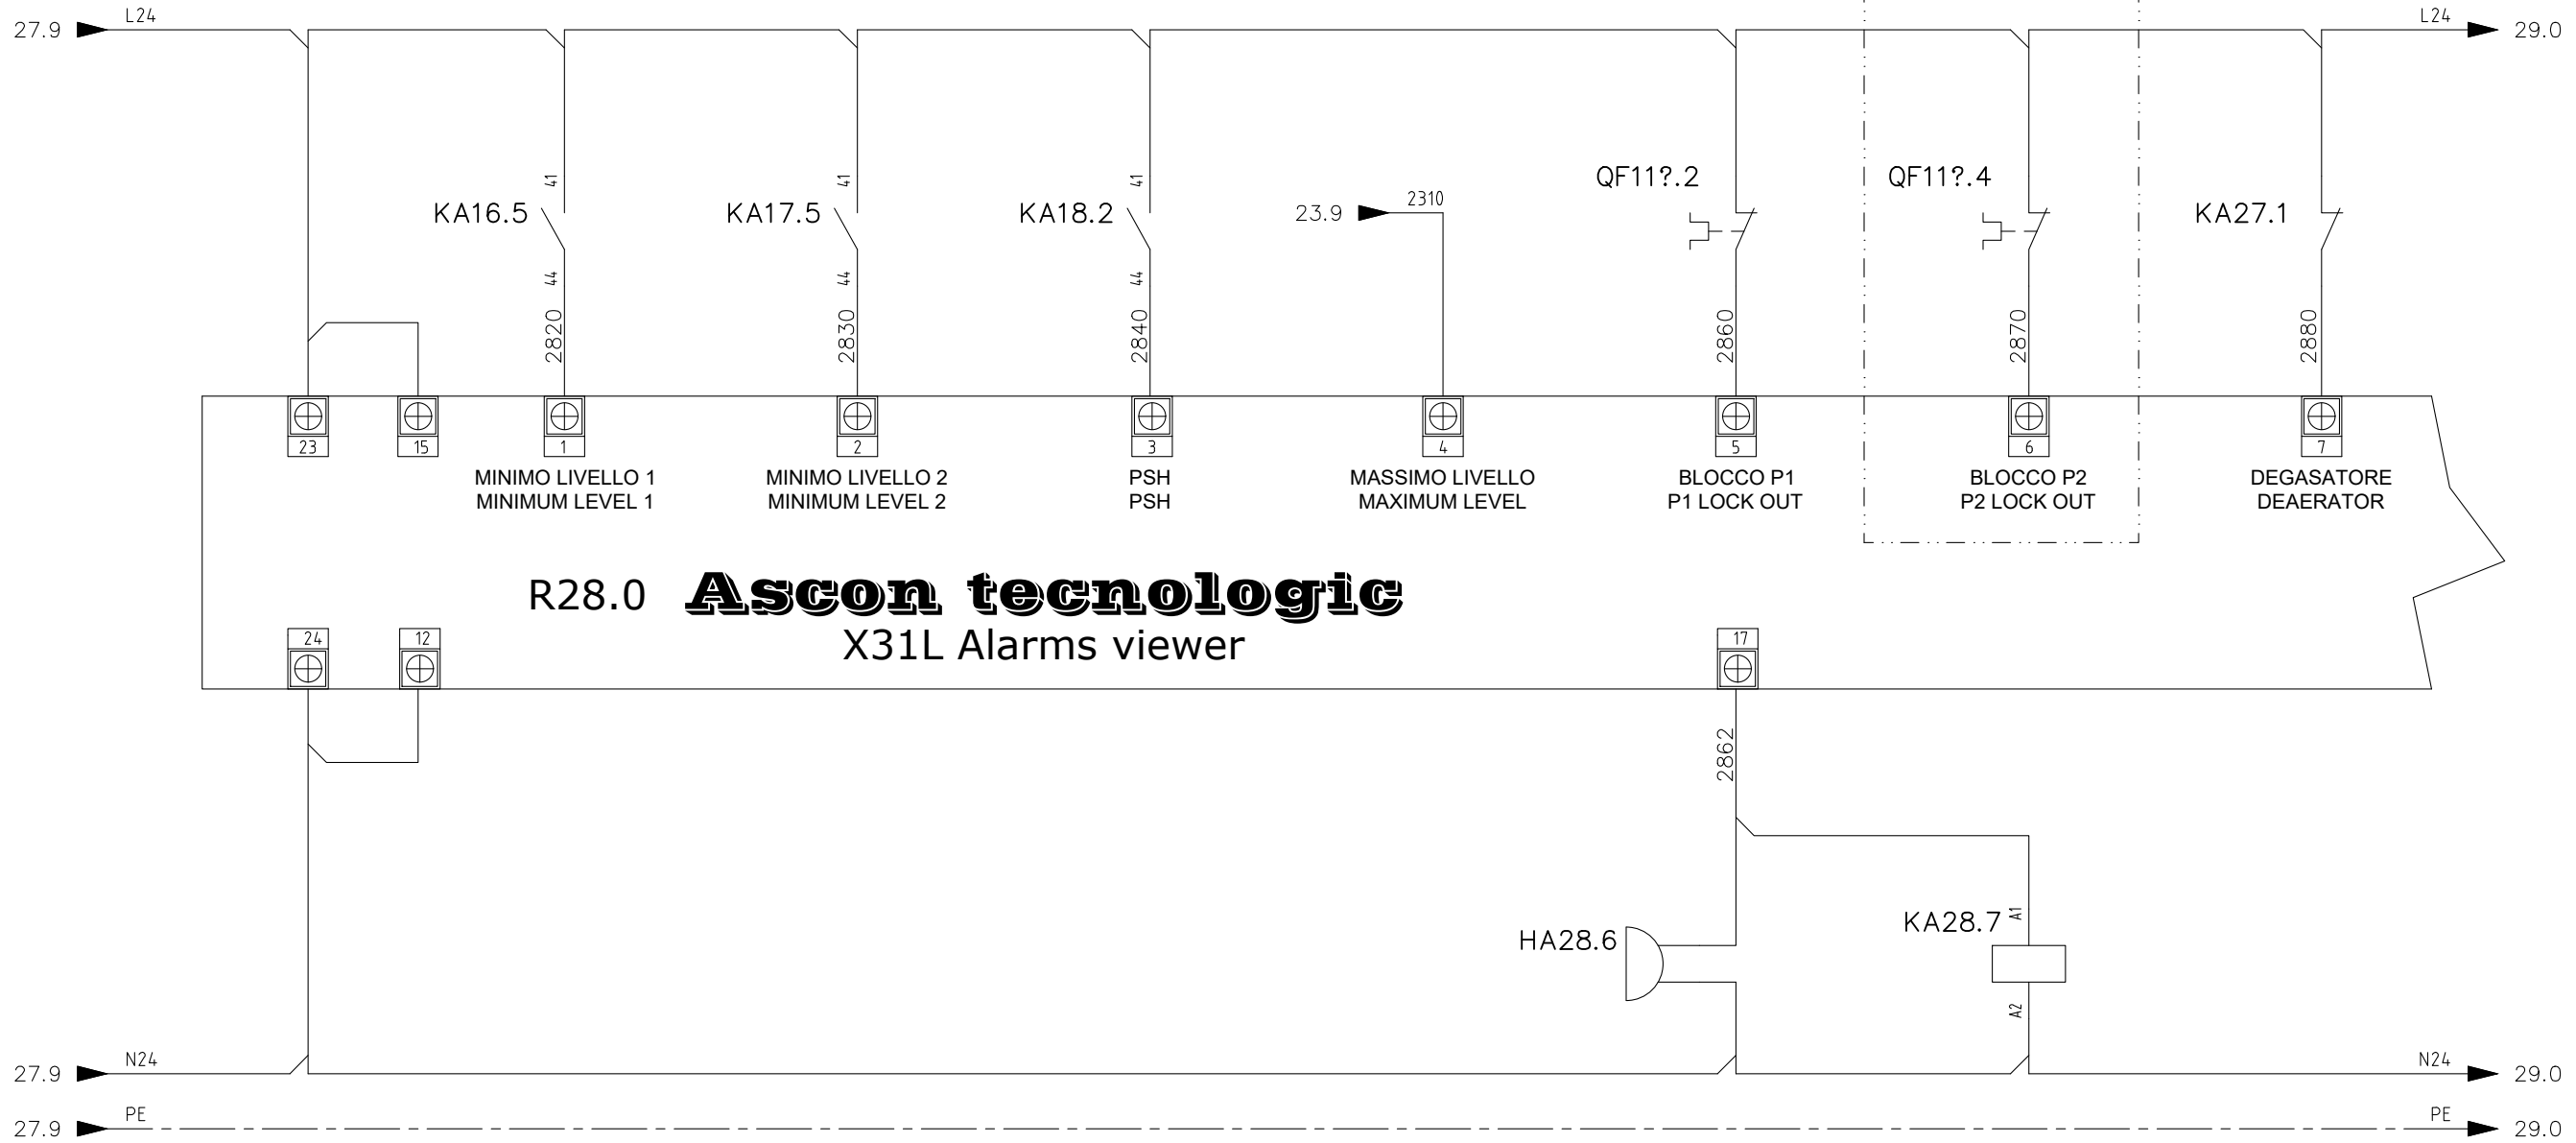 27.9 L24 L24 29.0
41 41 41
KA16.5 KA17.5 KA18.2 23.9 2310 QF11?.2 QF11?.4 KA27.1
44 44 44
2820 2830 2840 2860 2870 2880
23 15 1 2 3 4 5 6 7
MINIMO LIVELLO 1 MINIMO LIVELLO 2 PSH MASSIMO LIVELLO BLOCCO P1 BLOCCO P2 DEGASATORE
MINIMUM LEVEL 1 MINIMUM LEVEL 2 PSH MAXIMUM LEVEL P1 LOCK OUT P2 LOCK OUT DEAERATOR
R28.0 Ascon tecnologic
X31L Alarms viewer
24 12 17
2862
HA28.6 KA28.7 A1
A2
27.9 N24 N24 29.0
27.9 PE PE 29.0